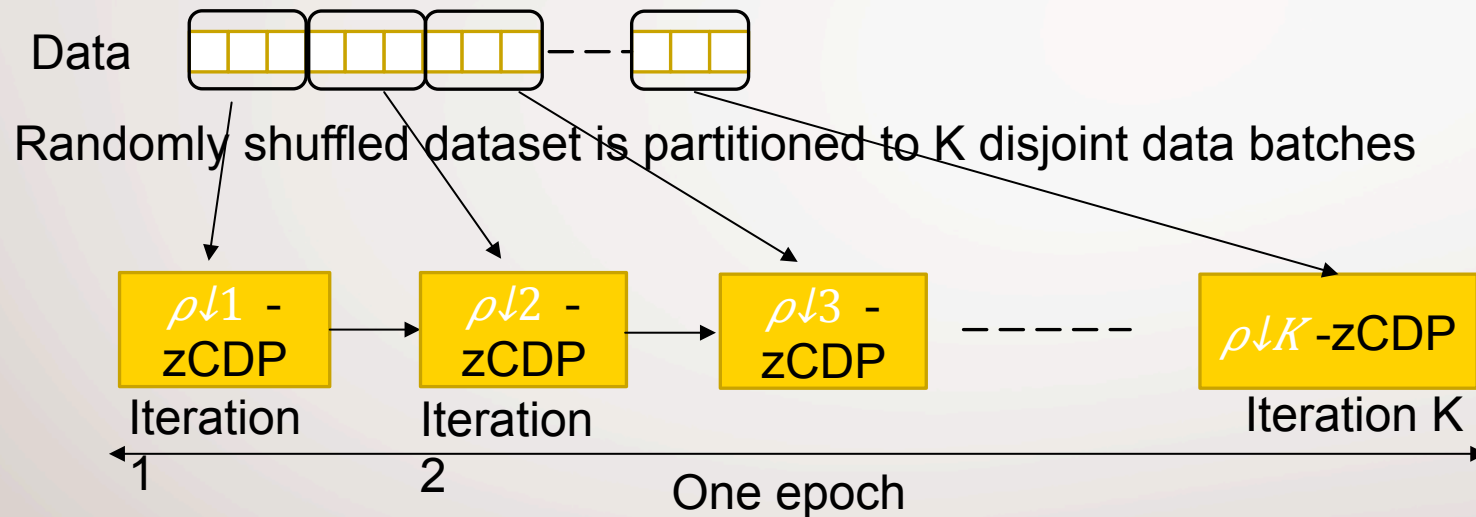 Data
Randomly shuffled dataset is partitioned to K disjoint data batches
ρ↓1 -
zCDP
ρ↓2 -
zCDP
ρ↓3 -
zCDP
ρ↓K -zCDP
Iteration
1
Iteration
2
Iteration K
One epoch